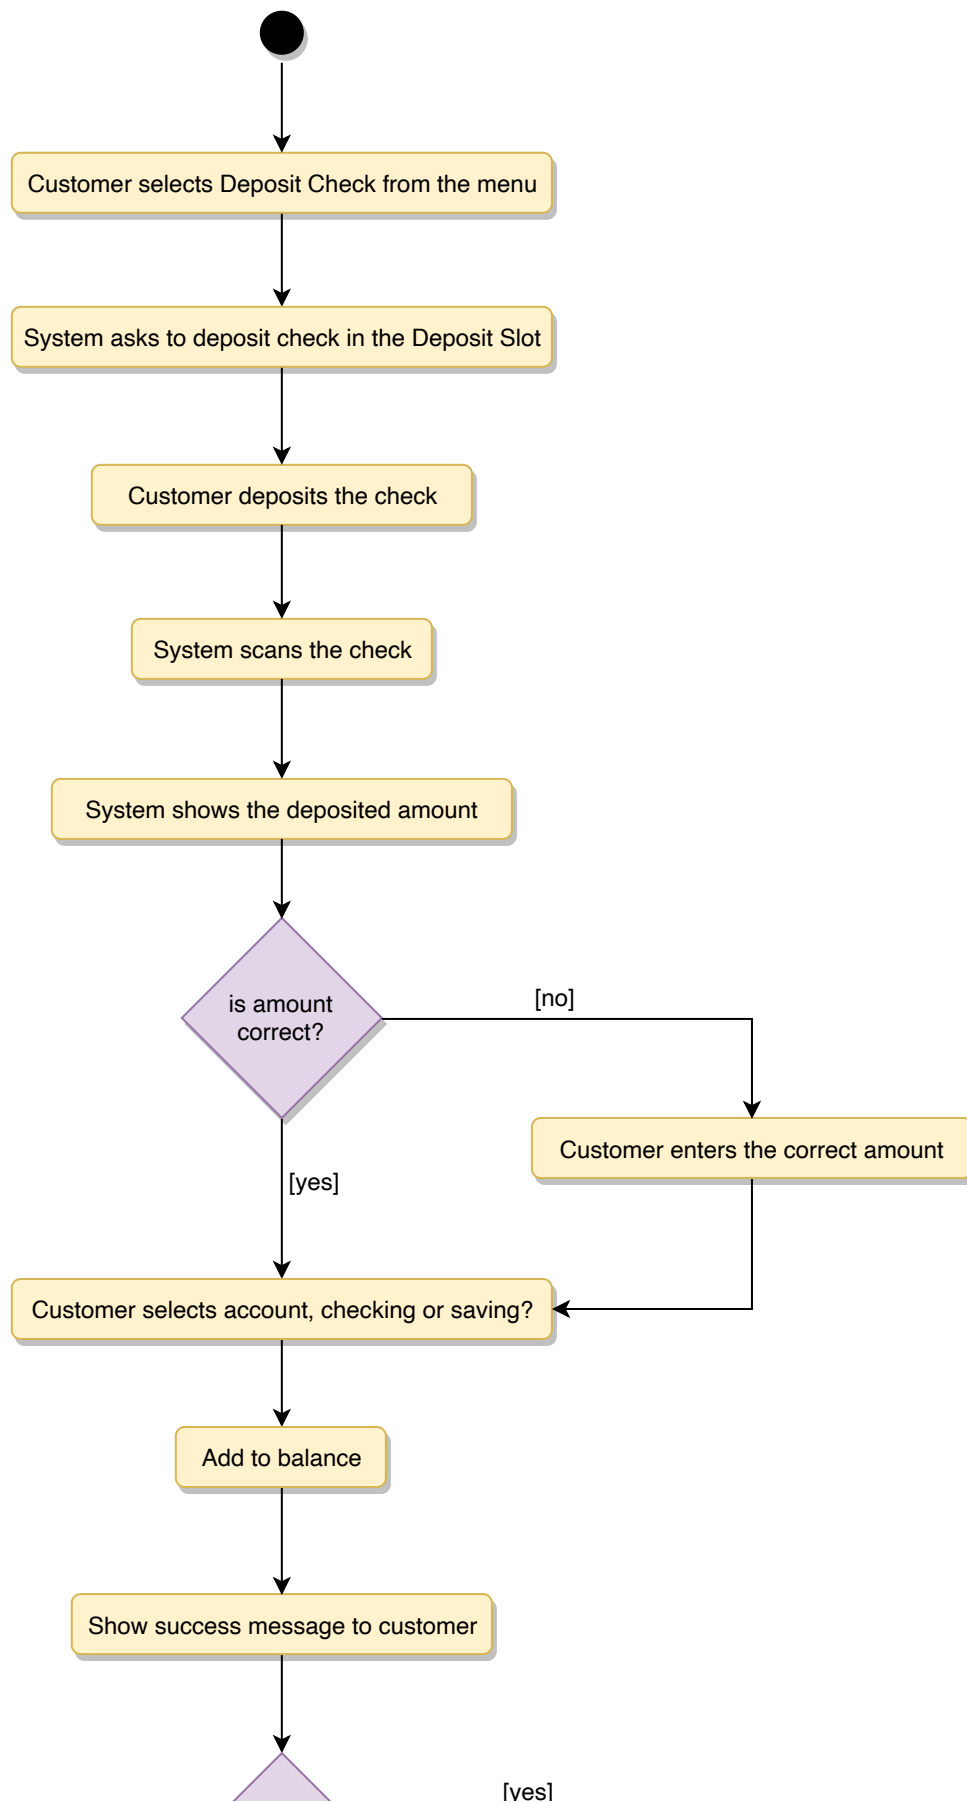 Customer selects Deposit Check from the menu
System asks to deposit check in the Deposit Slot
Customer deposits the check
System scans the check
System shows the deposited amount
is amount
correct?
[no]
Customer enters the correct amount
[yes]
Customer selects account, checking or saving?
Add to balance
Show success message to customer
[yes]